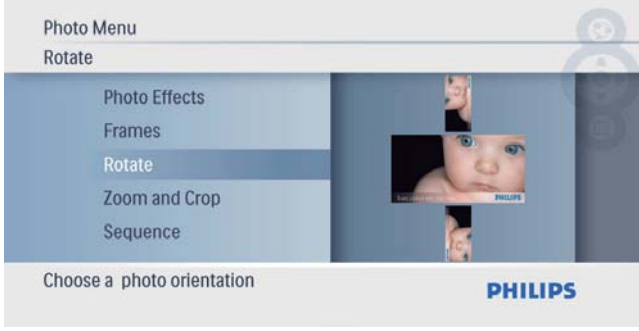 Photo Menu
Rotate
Photo Effects
Frames
Rotate
Zoom and Crop
Sequence
PHILIPS
Choose a photo orientation
PHILIPS